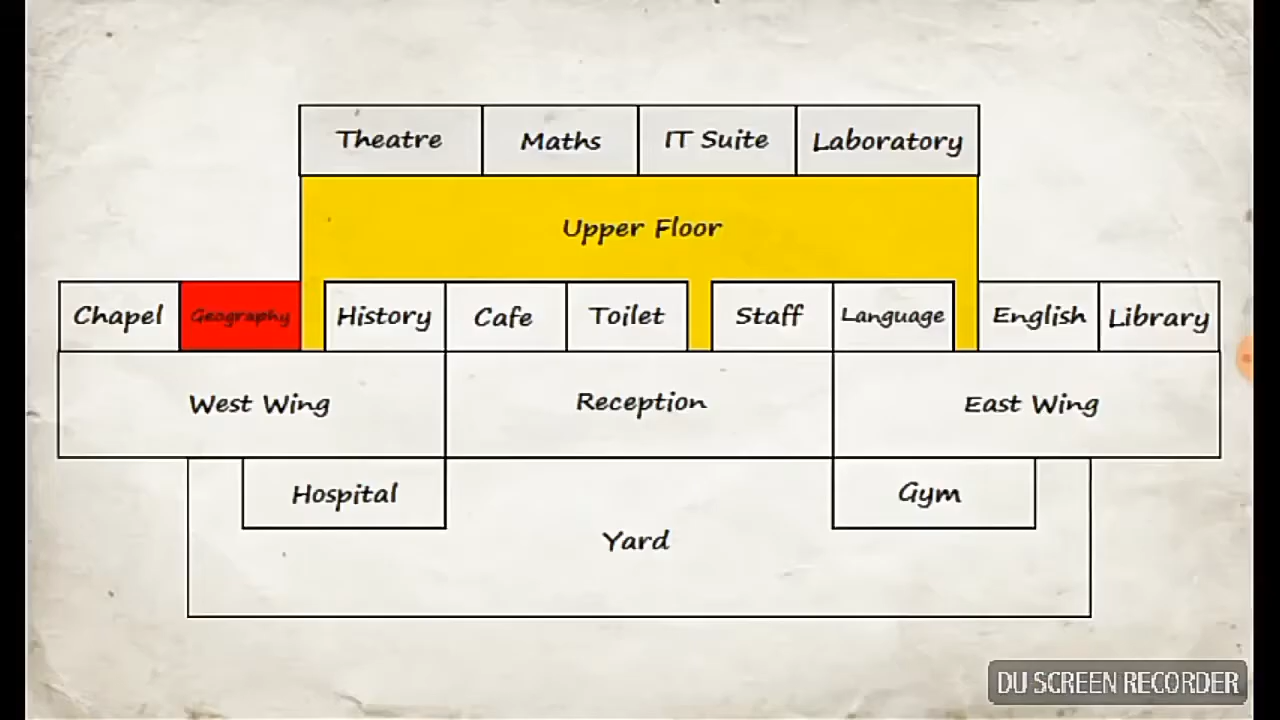 Theatre
Maths
IT Suite
Laboratory
Upper Floor
Chapel
Geography
History
Cafe
Toilet
Staff
Language
English
Library
West Wing
Reception
East Wing
Hospital
Gym
Yard
DU SCREEN RECORDER